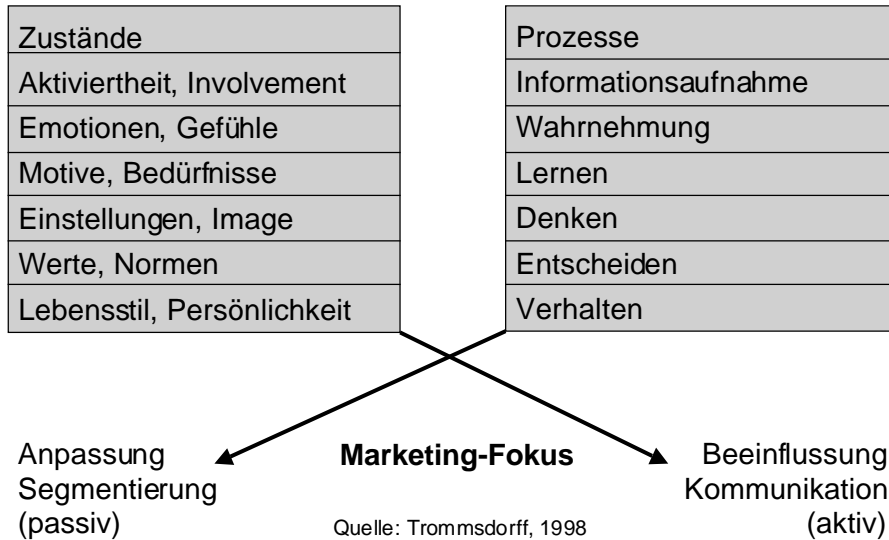 Zustände
Aktiviertheit, Involvement
Emotionen, Gefühle
Motive, Bedürfnisse
Einstellungen, Image
Werte, Normen
Lebensstil, Persönlichkeit
Prozesse
Informationsaufnahme
Wahrnehmung
Lernen
Denken
Entscheiden
Verhalten
Anpassung
Segmentierung
(passiv)
Marketing-Fokus
Quelle: Trommsdorff, 1998
Beeinflussung
Kommunikation
(aktiv)